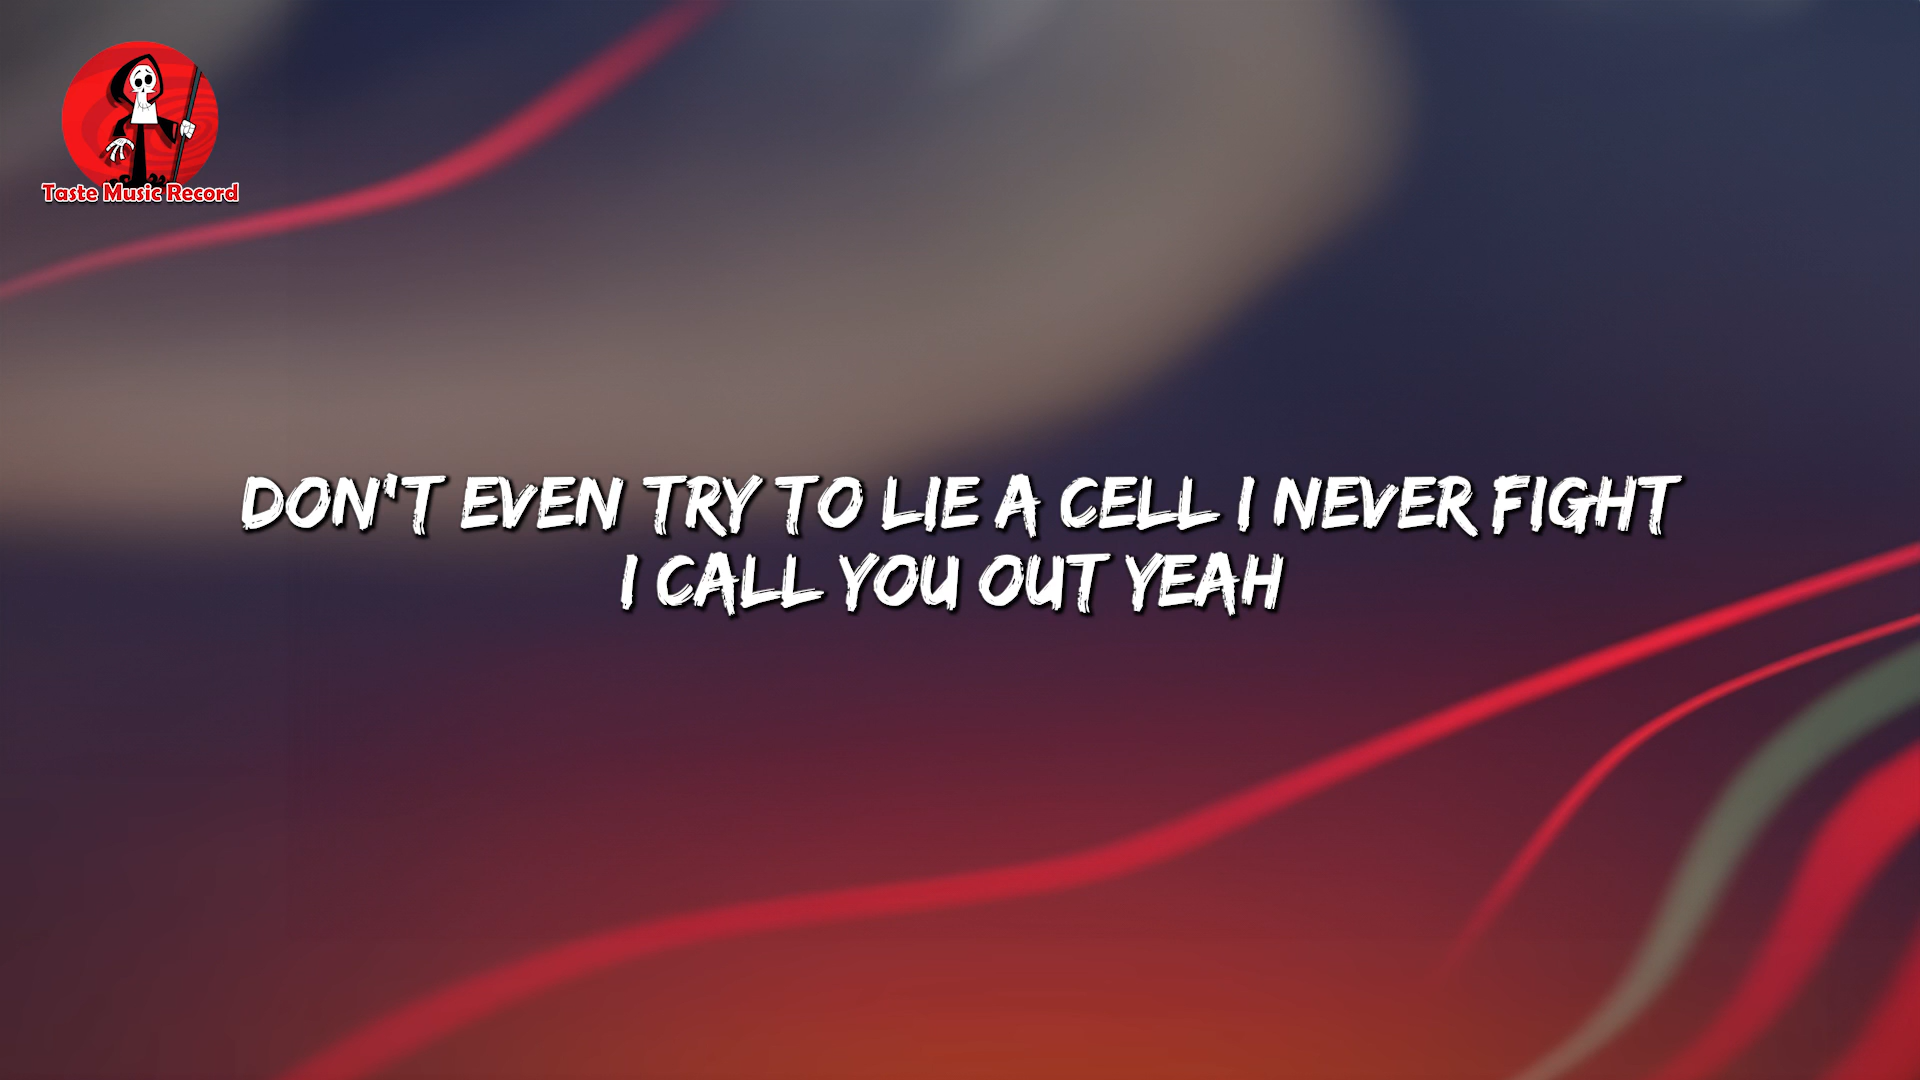 Taste Music Record
DON'T EVEN TRY TO LIE A CELL I NEVER FIGHT
I CALL YOU OUT YEAH